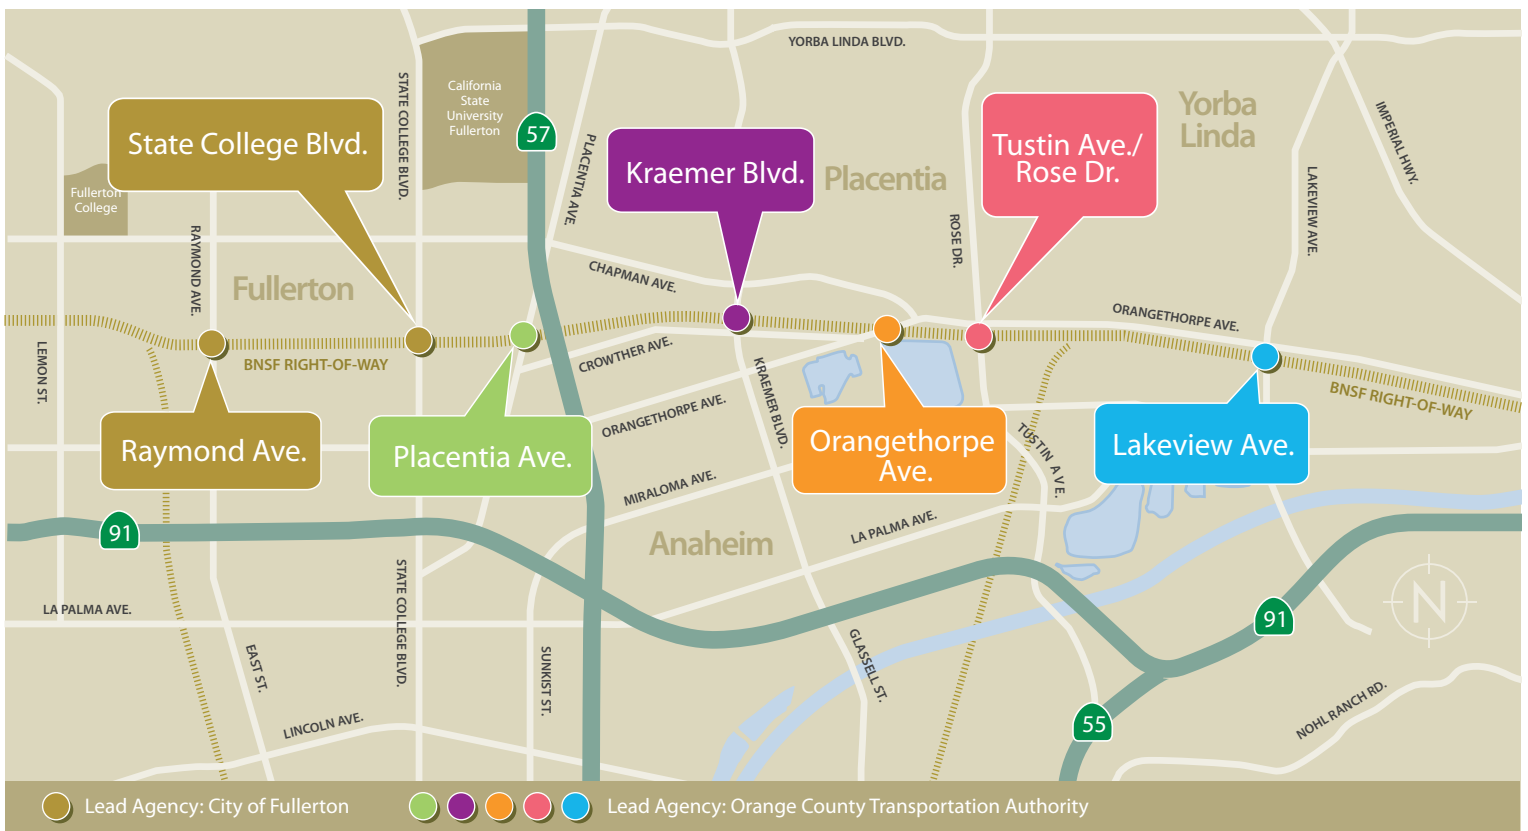 YORBA LINDA BLVD.
California
State
University
Fullerton
STATE COLLEGE BLVD.
57
PLACENTIA AVE.
State College Blvd.
Kraemer Blvd.
Placentia
Tustin Ave./
Rose Dr.
Yorba
Linda
IMPERIAL HWY.
Fullerton
College
RAYMOND AVE.
ROSE DR.
LAKEVIEW AVE.
Fullerton
CHAPMAN AVE.
ORANGETHORPE AVE.
LEMON ST.
BNSF RIGHT-OF-WAY
CROWTHER AVE.
KRAEMER BLVD.
BNSF RIGHT-OF-WAY
ORANGETHORPE AVE.
Raymond Ave.
Placentia Ave.
Orangethorpe
Ave.
TUSTIN AVE.
Lakeview Ave.
MIRALOMA AVE.
91
Anaheim
LA PALMA AVE.
STATE COLLEGE BLVD.
LA PALMA AVE.
N
91
EAST ST.
SUNKIST ST.
GLASSELL ST.
LINCOLN AVE.
55
NOHL RANCH RD.
Lead Agency: City of Fullerton
Lead Agency: Orange County Transportation Authority